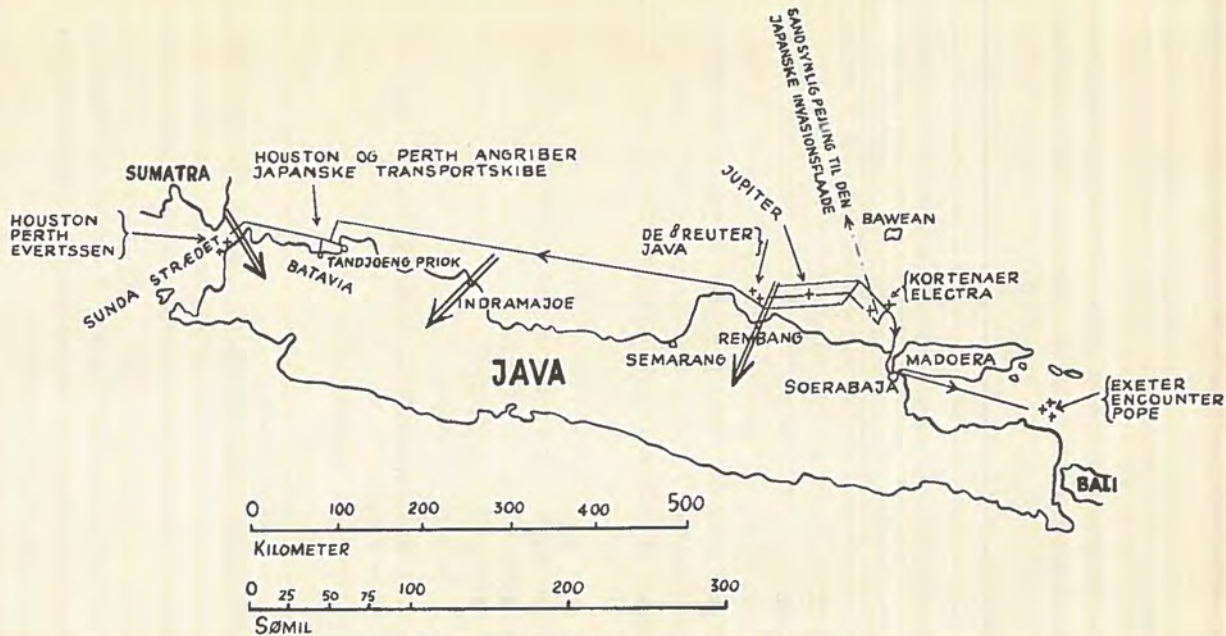 SANDSYNLIG PEJLING TIL DEN
JAPANSKE INVASIONSFLAADE
HOUSTON OG PERTH ANGRIBER
JAPANSKE TRANSPORTSKIBE
SUMATRA
JUPITER
BAWEAN
HOUSTON
PERTH
EVERTSSEN
DE REUTER
JAVA
SUNDA STRÆDET
BATAVIA
TANDJOENG PRIOK
INDRAMAJOE
KORTENAER
ELECTRA
REMBANG
SEMARANG
MADOERA
JAVA
SOERABAJA
EXETER
ENCOUNTER
POPE
BALI
0 100 200 300 400 500
KILOMETER
0 25 50 75 100 200 300
SØMIL